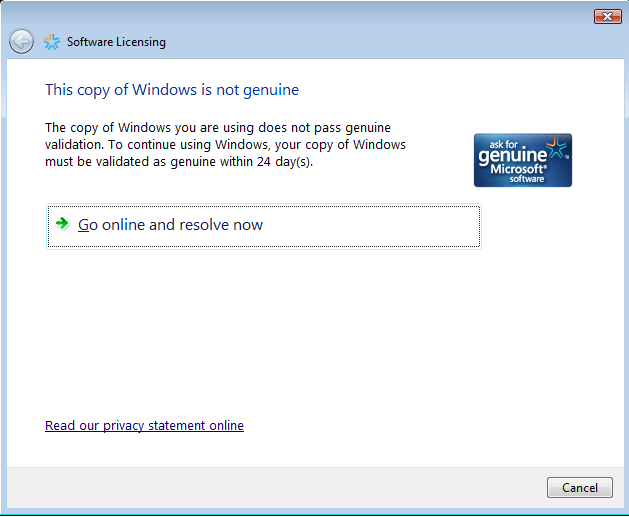 Software Licensing
This copy of Windows is not genuine
The copy of Windows you are using does not pass genuine
validation. To continue using Windows, your copy of Windows
must be validated as genuine within 24 day(s).
ask for
genuine
Microsoft®
software
™
Go online and resolve now
Read our privacy statement online
Cancel